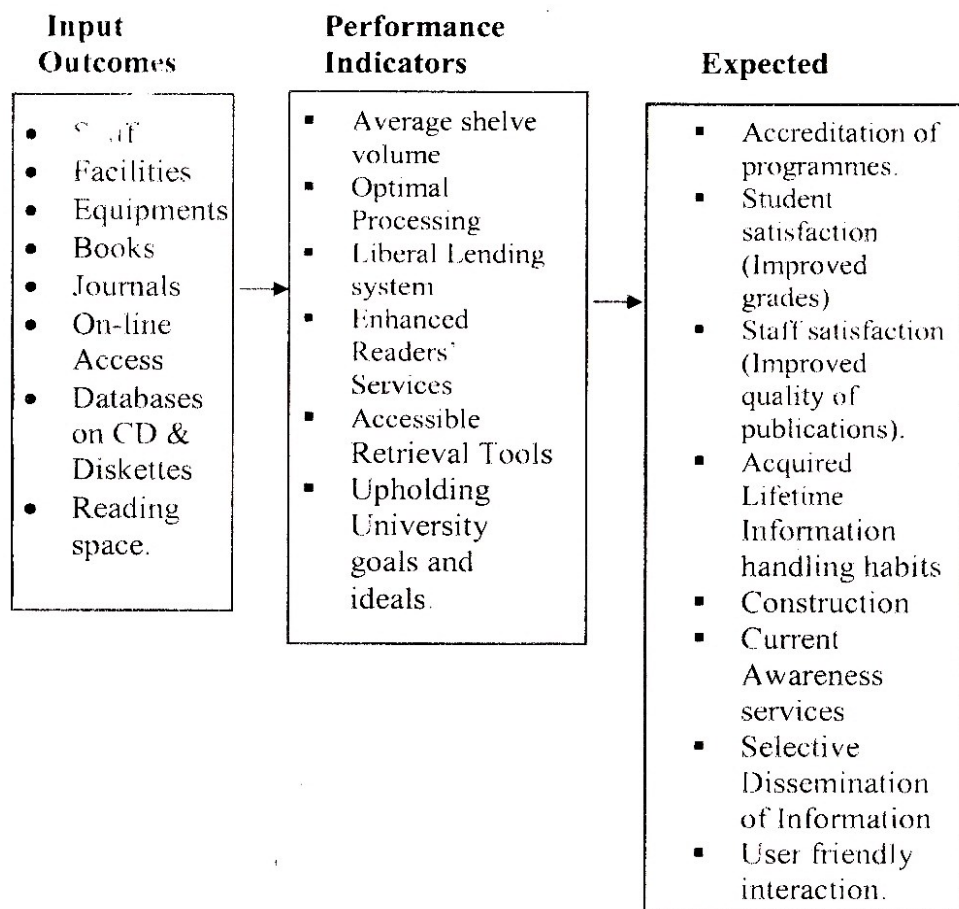 Input
Outcomes
Staff
Facilities
Equipments
Books
Journals
On-line
Access
Databases
on CD &
Diskettes
Reading
space.
Performance
Indicators
Average shelve
volume
Optimal
Processing
Liberal Lending
system
Enhanced
Readers'
Services
Accessible
Retrieval Tools
Upholding
University
goals and
ideals.
Expected
Accreditation of
programmes.
Student
satisfaction
(Improved
grades)
Staff satisfaction
(Improved
quality of
publications).
Acquired
Lifetime
Information
handling habits
Construction
Current
Awareness
services
Selective
Dissemination
of Information
User friendly
interaction.